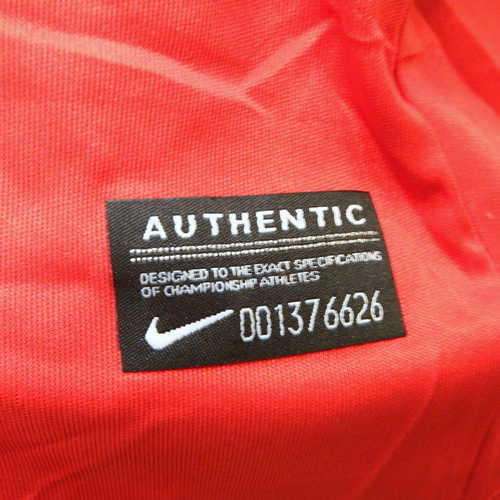 AUTHENTIC
DESIGNED TO THE EXACT SPECIFICATIONS
OF CHAMPIONSHIP ATHLETES
001376626